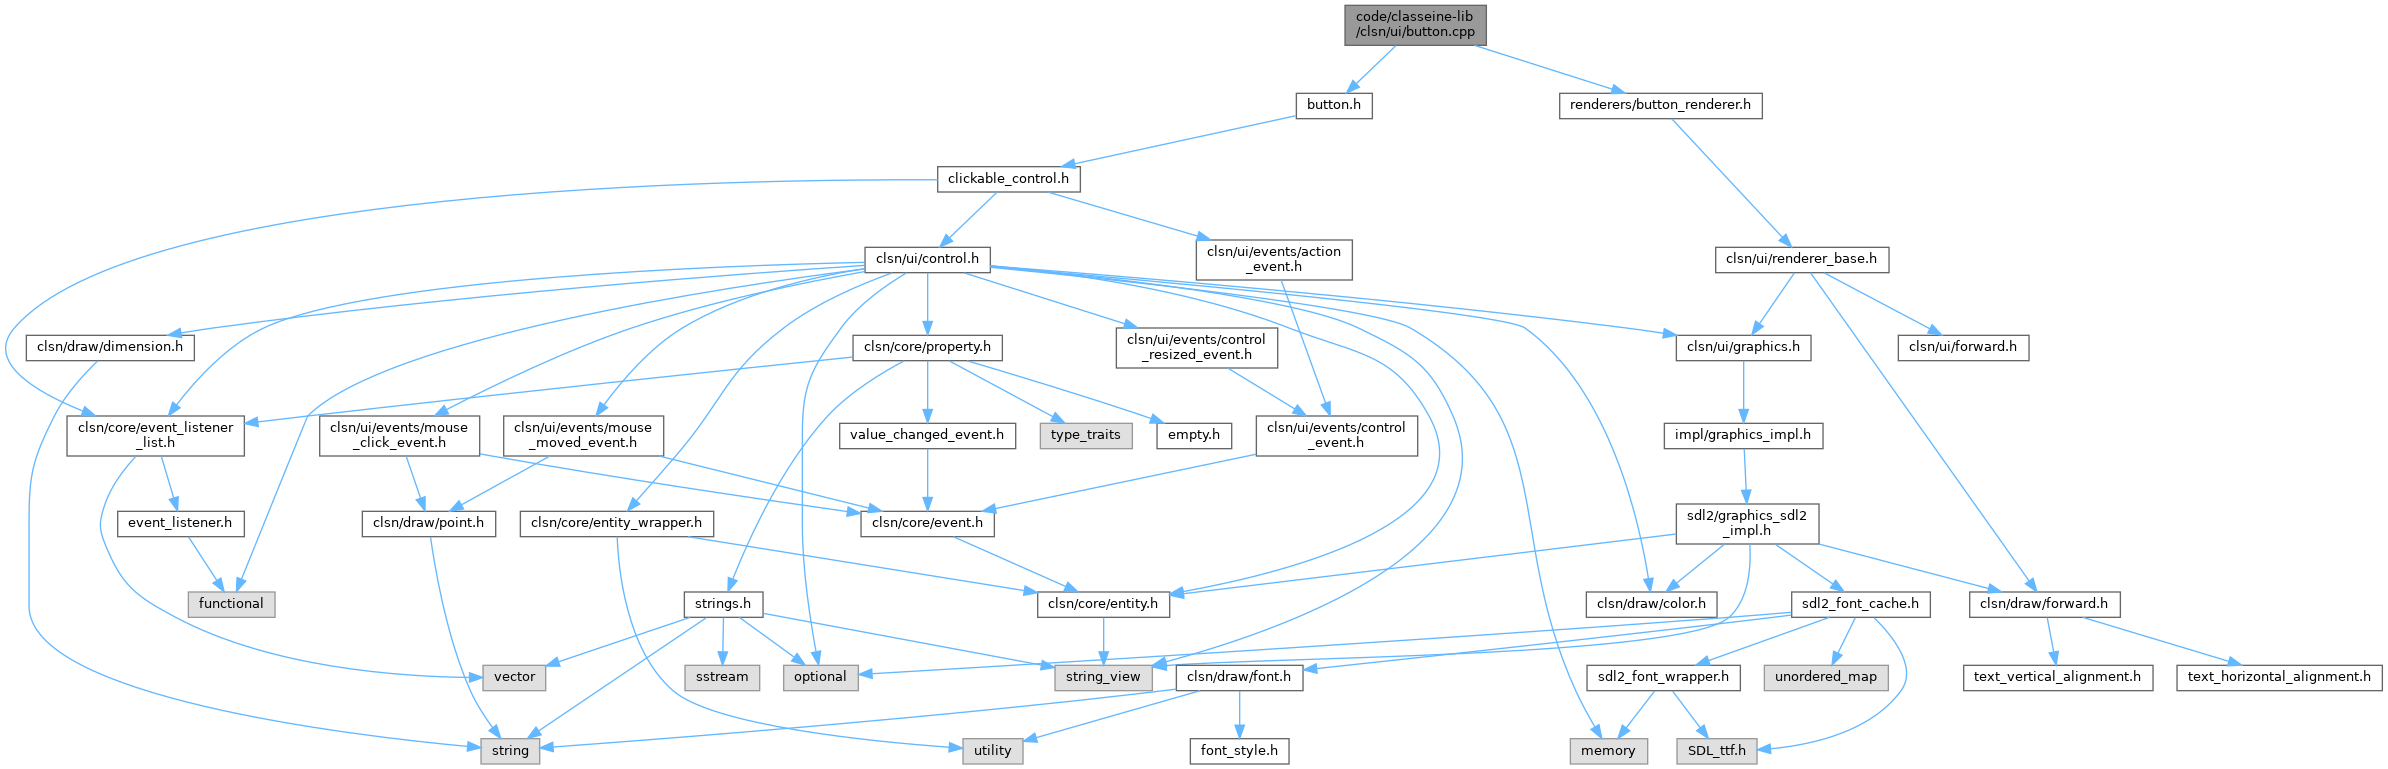 code/classeine-lib
/clsn/ui/button.cpp
button.h
renderers/button_renderer.h
clickable_control.h
clsn/ui/events/action
_event.h
clsn/ui/control.h
clsn/ui/renderer_base.h
clsn/draw/dimension.h
clsn/core/property.h
clsn/ui/events/control
_resized_event.h
clsn/ui/graphics.h
clsn/ui/forward.h
clsn/core/event_listener
_list.h
clsn/ui/events/mouse
_click_event.h
clsn/ui/events/mouse
_moved_event.h
value_changed_event.h
type_traits
empty.h
clsn/ui/events/control
_event.h
impl/graphics_impl.h
event_listener.h
clsn/draw/point.h
clsn/core/entity_wrapper.h
clsn/core/event.h
sdl2/graphics_sdl2
_impl.h
functional
strings.h
clsn/core/entity.h
clsn/draw/color.h
sdl2_font_cache.h
clsn/draw/forward.h
vector
sstream
optional
string_view
clsn/draw/font.h
sdl2_font_wrapper.h
unordered_map
text_vertical_alignment.h
text_horizontal_alignment.h
string
utility
font_style.h
memory
SDL_ttf.h